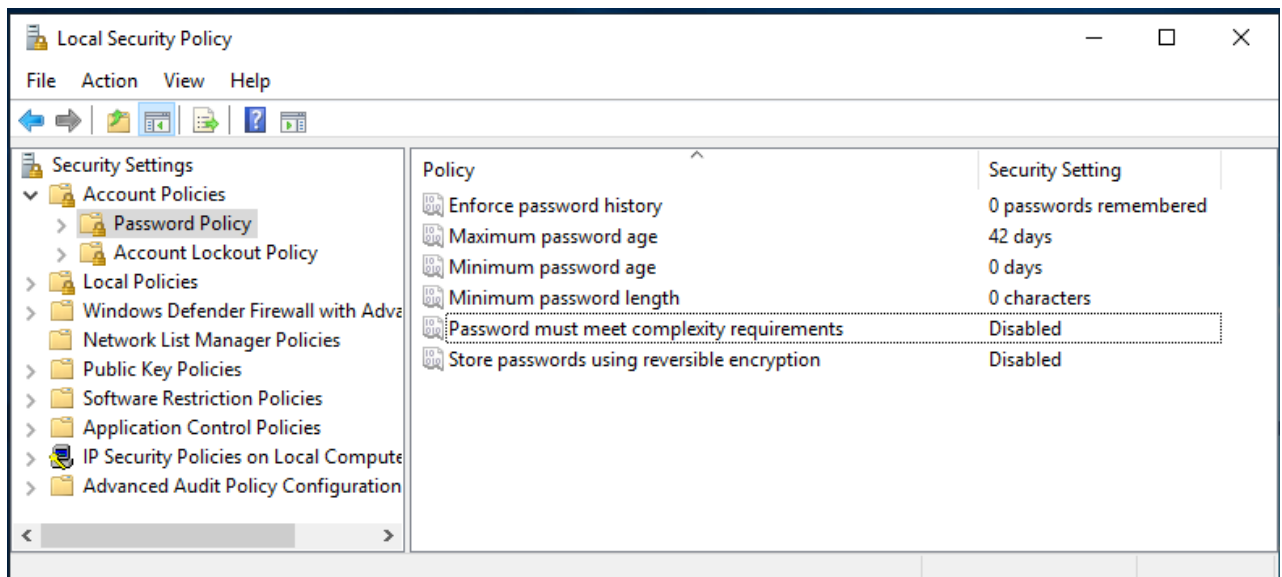 Local Security Policy
File Action View Help
Security Settings
Account Policies
Password Policy
Account Lockout Policy
Local Policies
Windows Defender Firewall with Adva
Network List Manager Policies
Public Key Policies
Software Restriction Policies
Application Control Policies
IP Security Policies on Local Compute
Advanced Audit Policy Configuration
Policy Security Setting
Enforce password history 0 passwords remembered
Maximum password age 42 days
Minimum password age 0 days
Minimum password length 0 characters
Password must meet complexity requirements Disabled
Store passwords using reversible encryption Disabled